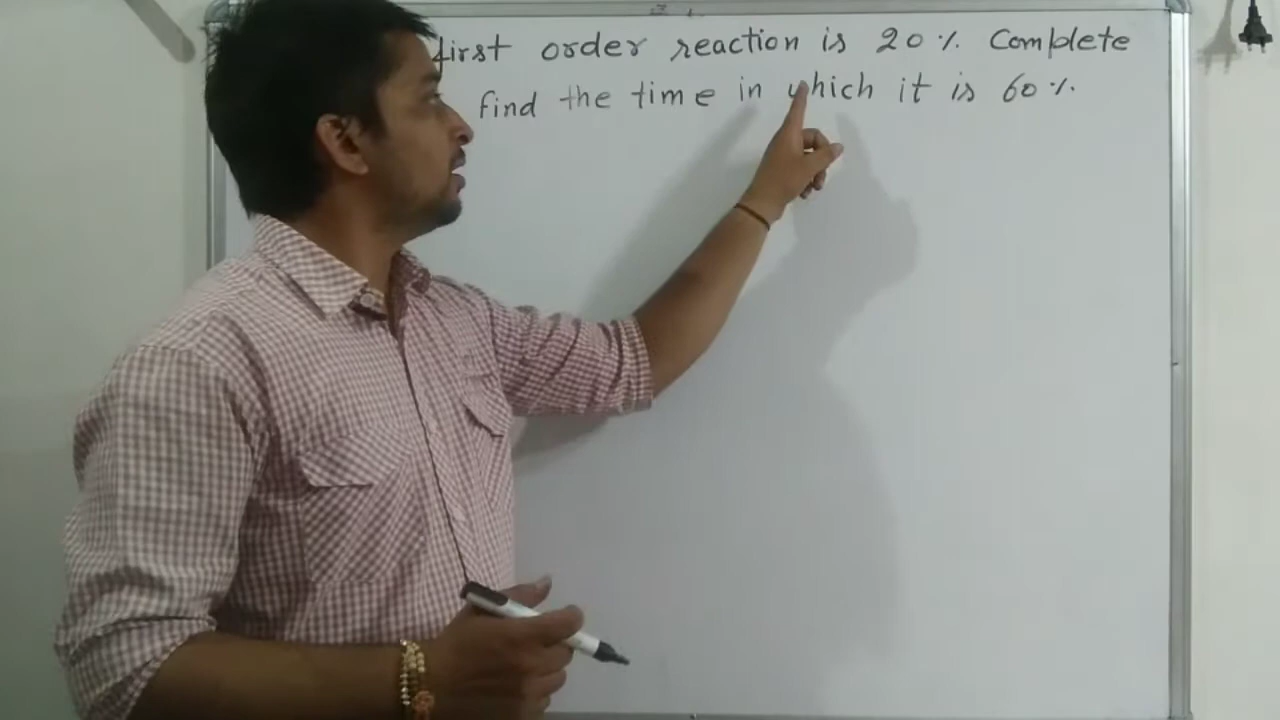 first order reaction is 20 %. Complete
find the time in which it is 60 %.